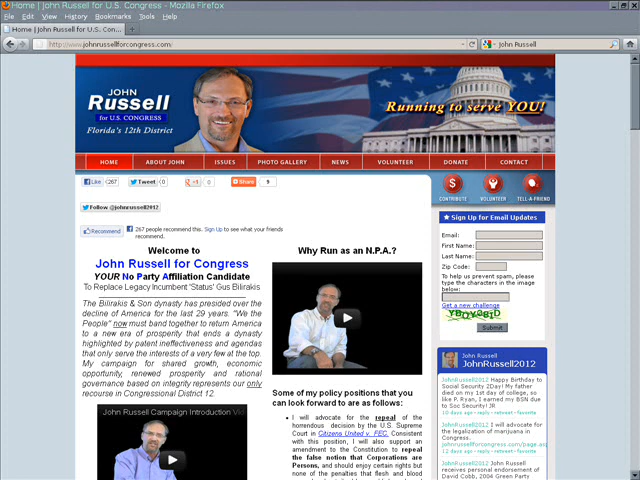 Home | John Russell for U.S. Congress - Mozilla Firefox
File Edit View History Bookmarks Tools Help
Home | John Russell for U.S. Con...
http://www.johnrussellforcongress.com/
John Russell
JOHN
Russell
for U.S. CONGRESS
Florida's 12th District
Running to serve YOU!
HOME ABOUT JOHN ISSUES PHOTO GALLERY NEWS VOLUNTEER DONATE CONTACT
Like 267 Tweet 0 +1 0 Share 9
CONTRIBUTE VOLUNTEER TELL-A-FRIEND
Follow @johnrussell2012
Recommend 267 people recommend this. Sign Up to see what your friends
recommend.
Welcome to
John Russell for Congress
YOUR No Party Affiliation Candidate
To Replace Legacy Incumbent 'Status' Gus Bilirakis
The Bilirakis & Son dynasty has presided over the
decline of America for the last 29 years. "We the
People" now must band together to return America
to a new era of prosperity that ends a dynasty
highlighted by patent ineffectiveness and agendas
that only serve the interests of a very few at the top.
My campaign for shared growth, economic
opportunity, renewed prosperity and rational
governance based on integrity represents our only
recourse in Congressional District 12.
John Russell Campaign Introduction
Why Run as an N.P.A.?
Some of my policy positions that you
can look forward to are as follows:
I will advocate for the repeal of the
horrendous decision by the U.S. Supreme
Court in Citizens United v. FEC. Consistent
with this position, I will also support an
amendment to the Constitution to repeal
the false notion that Corporations are
Persons, and should enjoy certain rights but
none of the penalties that flesh and blood
Sign Up for Email Updates
Email:
First Name:
Last Name:
Zip Code:
To help us prevent spam, please
type the characters in the image
below:
Get a new challenge
Submit
John Russell
JohnRussell2012
JohnRussell2012 Happy Birthday to
Social Security 2Day! My father
died on my 1st day of college, so
like P. Ryan, I earned my BSN due
to Soc Security! JR
10 days ago · reply · retweet · favorite
JohnRussell2012 I will advocate for
the legalization of marijuana in
Congress.
johnrussellforcongress.com/page.asp
12 days ago · reply · retweet · favorite
JohnRussell2012 John Russell
receives personal endorsement of
David Cobb, 2004 Green Party